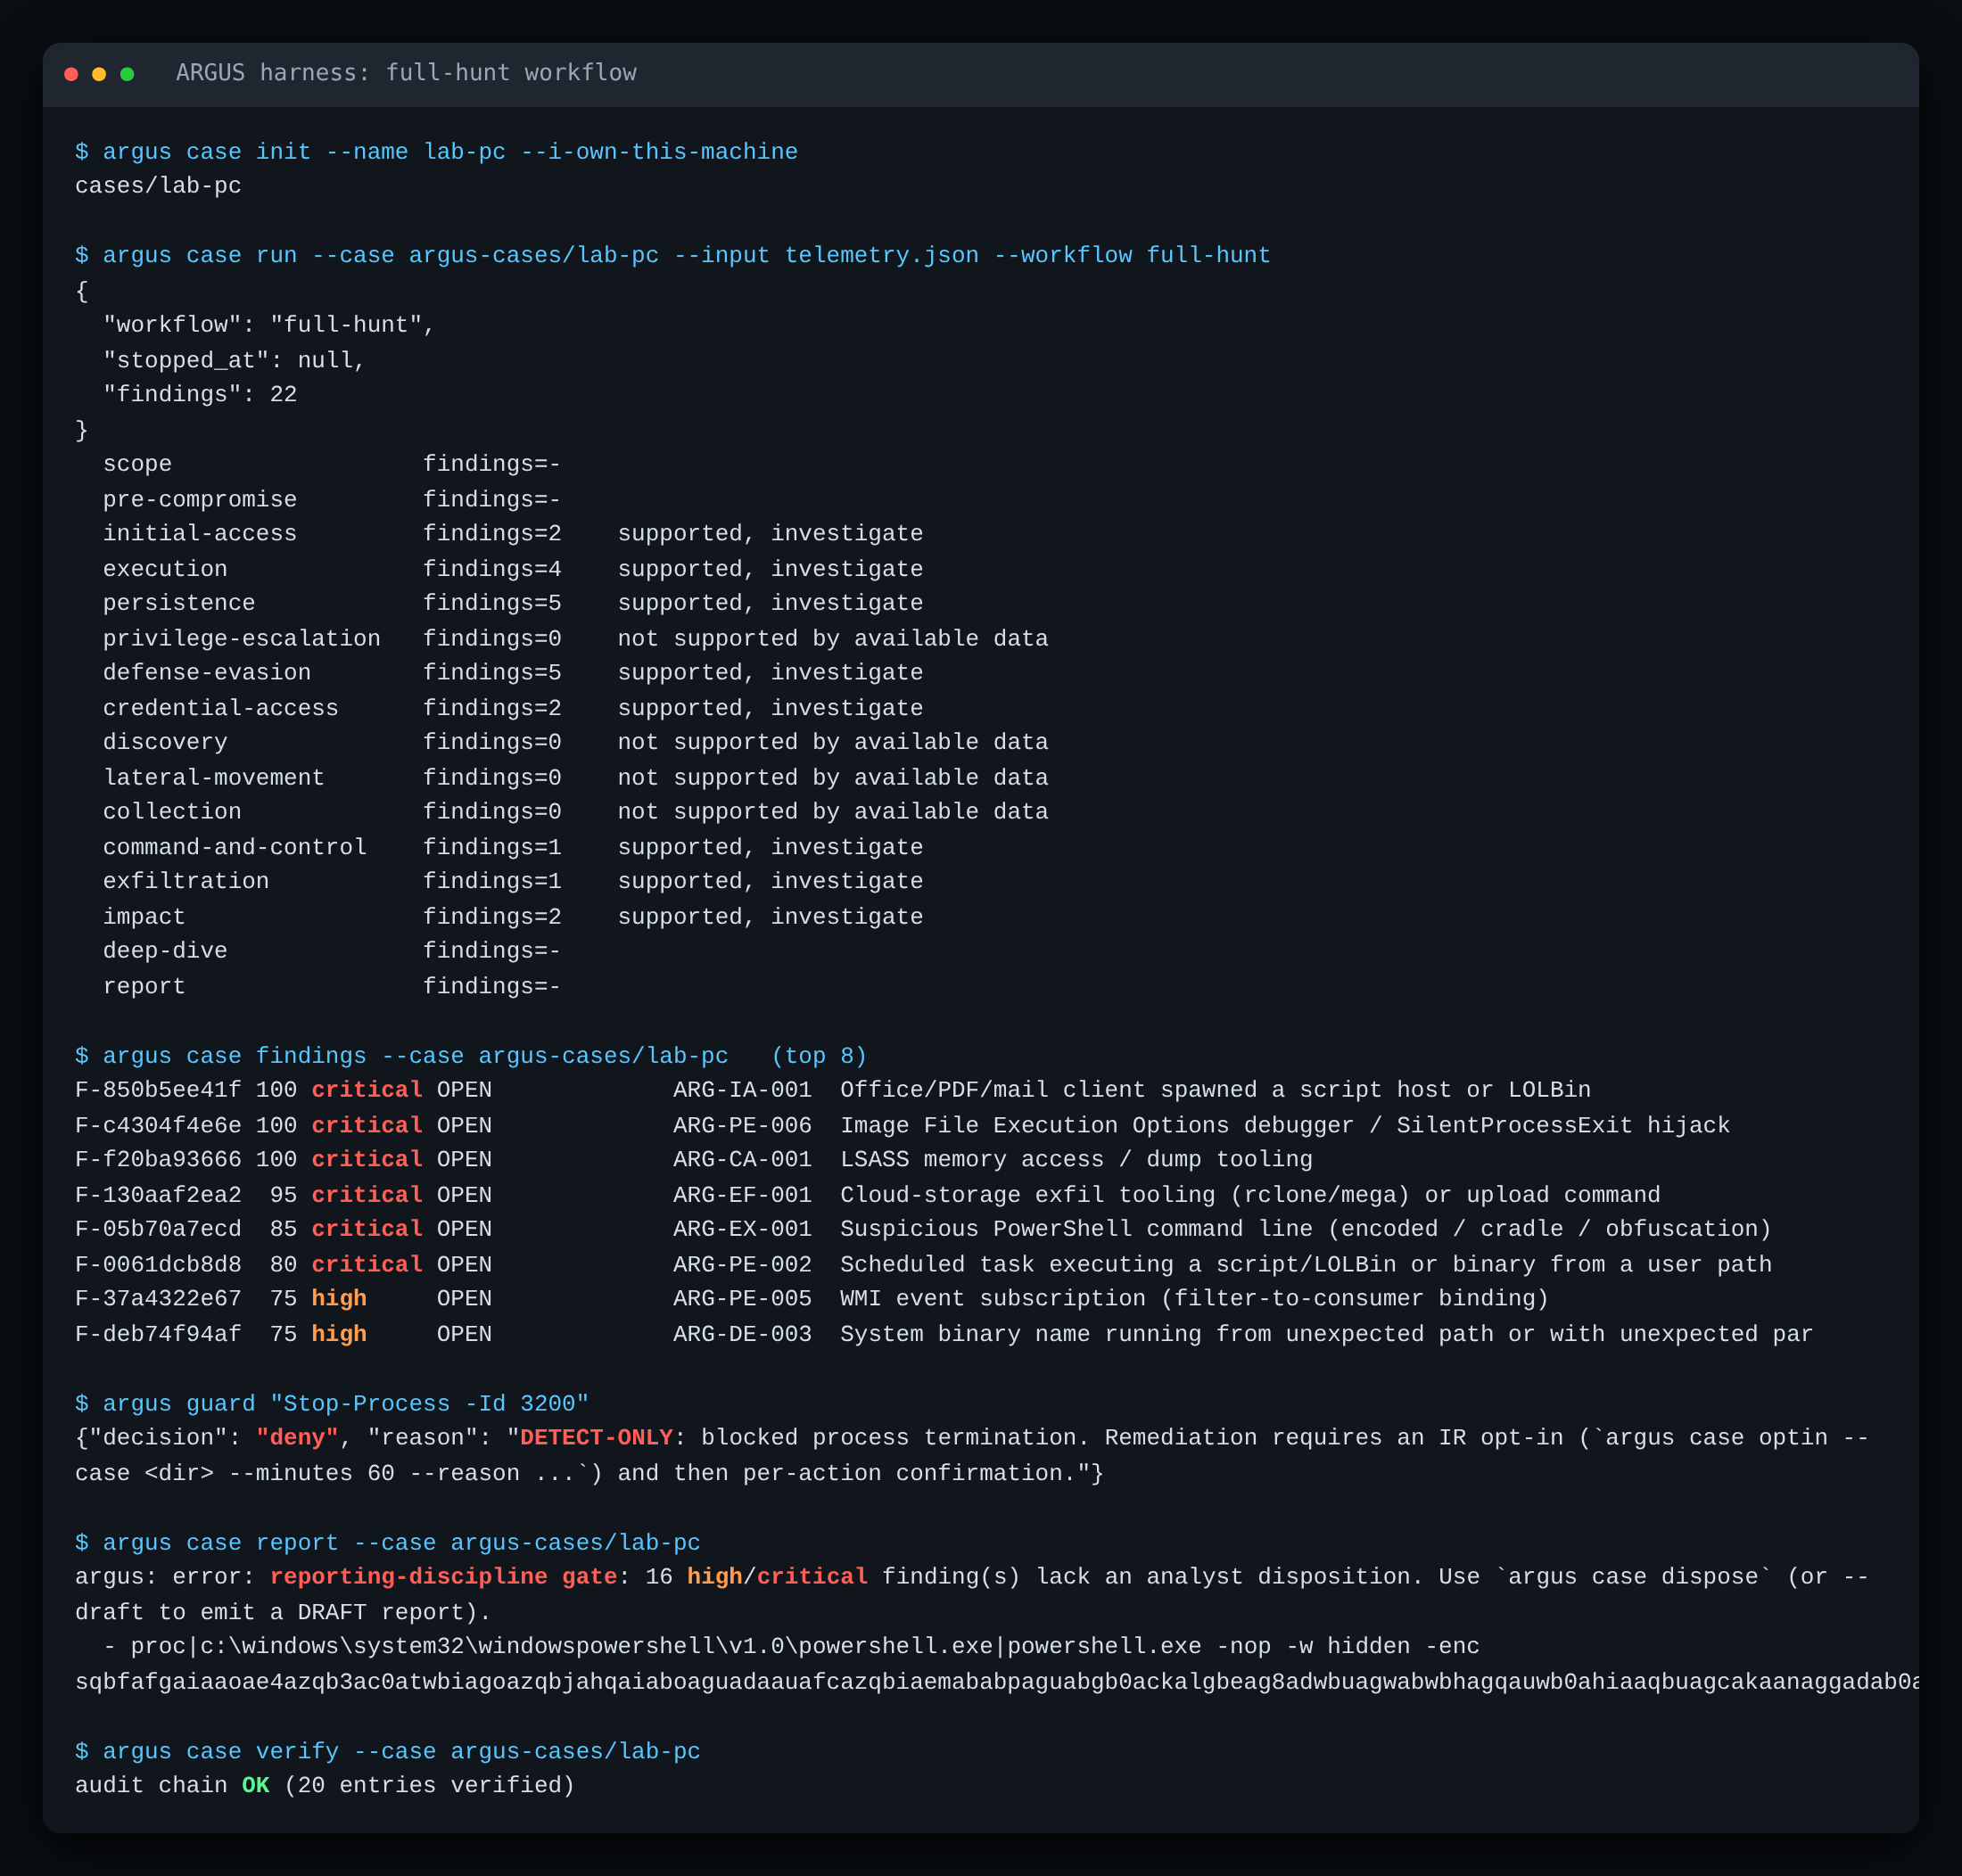 ARGUS harness: full-hunt workflow
$ argus case init --name lab-pc --i-own-this-machine
cases/lab-pc
$ argus case run --case argus-cases/lab-pc --input telemetry.json --workflow full-hunt
{
  "workflow": "full-hunt",
  "stopped_at": null,
  "findings": 22
}
  scope                  findings=-
  pre-compromise         findings=-
  initial-access         findings=2    supported, investigate
  execution              findings=4    supported, investigate
  persistence            findings=5    supported, investigate
  privilege-escalation   findings=0    not supported by available data
  defense-evasion        findings=5    supported, investigate
  credential-access      findings=2    supported, investigate
  discovery              findings=0    not supported by available data
  lateral-movement       findings=0    not supported by available data
  collection             findings=0    not supported by available data
  command-and-control    findings=1    supported, investigate
  exfiltration           findings=1    supported, investigate
  impact                 findings=2    supported, investigate
  deep-dive              findings=-
  report                 findings=-
$ argus case findings --case argus-cases/lab-pc   (top 8)
F-850b5ee41f 100 critical OPEN             ARG-IA-001  Office/PDF/mail client spawned a script host or LOLBin
F-c4304f4e6e 100 critical OPEN             ARG-PE-006  Image File Execution Options debugger / SilentProcessExit hijack
F-f20ba93666 100 critical OPEN             ARG-CA-001  LSASS memory access / dump tooling
F-130aaf2ea2  95 critical OPEN             ARG-EF-001  Cloud-storage exfil tooling (rclone/mega) or upload command
F-05b70a7ecd  85 critical OPEN             ARG-EX-001  Suspicious PowerShell command line (encoded / cradle / obfuscation)
F-0061dcb8d8  80 critical OPEN             ARG-PE-002  Scheduled task executing a script/LOLBin or binary from a user path
F-37a4322e67  75 high     OPEN             ARG-PE-005  WMI event subscription (filter-to-consumer binding)
F-deb74f94af  75 high     OPEN             ARG-DE-003  System binary name running from unexpected path or with unexpected par
$ argus guard "Stop-Process -Id 3200"
{"decision": "deny", "reason": "DETECT-ONLY: blocked process termination. Remediation requires an IR opt-in (`argus case optin --
case <dir> --minutes 60 --reason ...`) and then per-action confirmation."}
$ argus case report --case argus-cases/lab-pc
argus: error: reporting-discipline gate: 16 high/critical finding(s) lack an analyst disposition. Use `argus case dispose` (or --
draft to emit a DRAFT report).
  - proc|c:\windows\system32\windowspowershell\v1.0\powershell.exe|powershell.exe -nop -w hidden -enc
sqbfafgaiaaoae4azqb3ac0atwbiagoazqbjahqaiaboaguadaauafcazqbiaemababpaguabgb0ackalgbeag8adwbuagwabwbhagqauwb0ahiaaqbuagcakaanaggadab0a
$ argus case verify --case argus-cases/lab-pc
audit chain OK (20 entries verified)